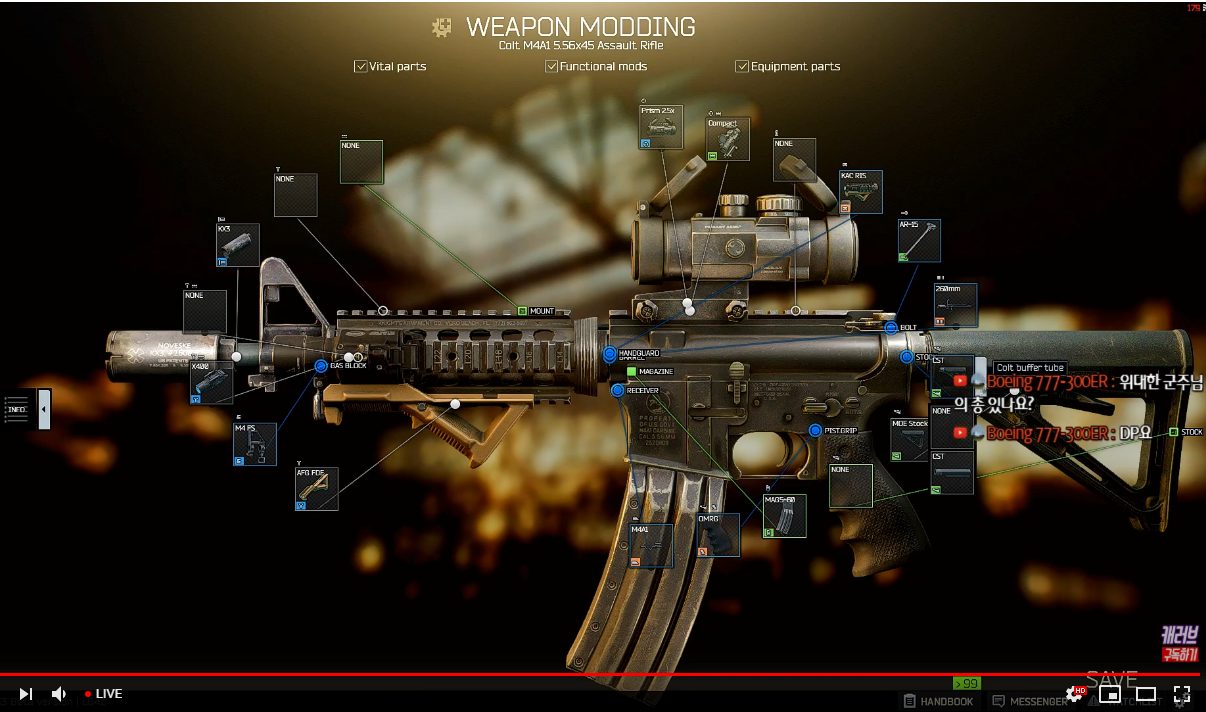 179
WEAPON MODDING
Colt M4A1 5.56x45 Assault Rifle
Vital parts
Functional mods
Equipment parts
Prism 2.5x
Compact
NONE
NONE
NONE
KAC RIS
KX3
AR-15
NONE
260mm
MOUNT
BOLT
HANDGUARD
STOCK
GAS BLOCK
MAGAZINE
CST
Colt buffer tube
X400
RECEIVER
Boeing 777-300ER : 위대한 군주님
의 총 있나요?
INFO
NONE
M4 PS
PIST.GRIP
MOE Stock
Boeing 777-300ER : DP요
STOCK
AFG FDE
NONE
CST
MAG5-60
M4A1
OMRG
캐러브
구독하기
SAVE
LIVE
>99
HD
HANDBOOK
MESSENGER